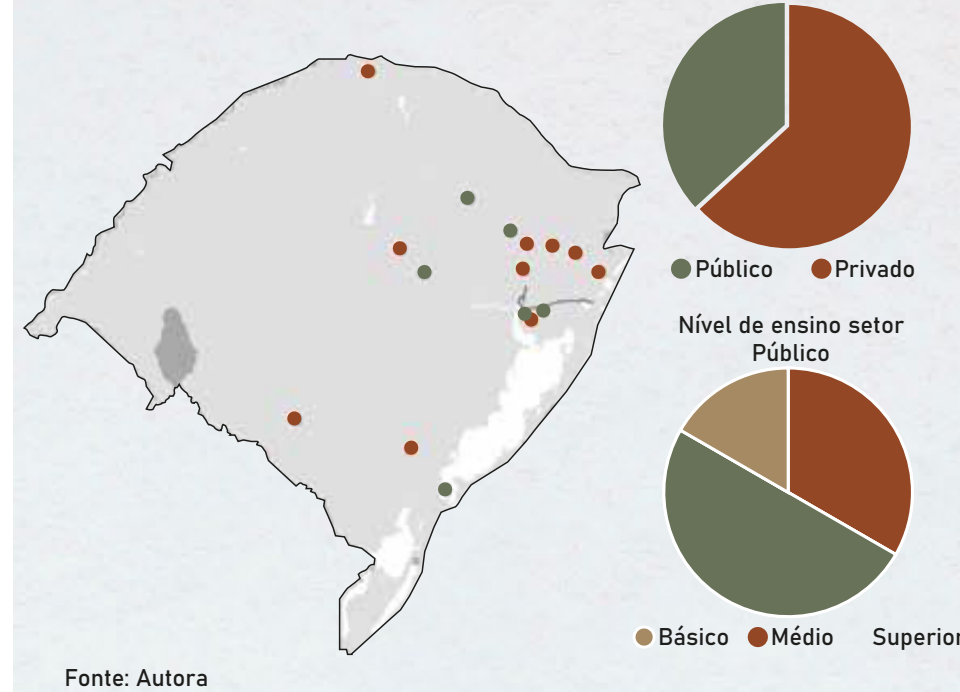 Público Privado
Nível de ensino setor
Público
Básico Médio Superior
Fonte: Autora